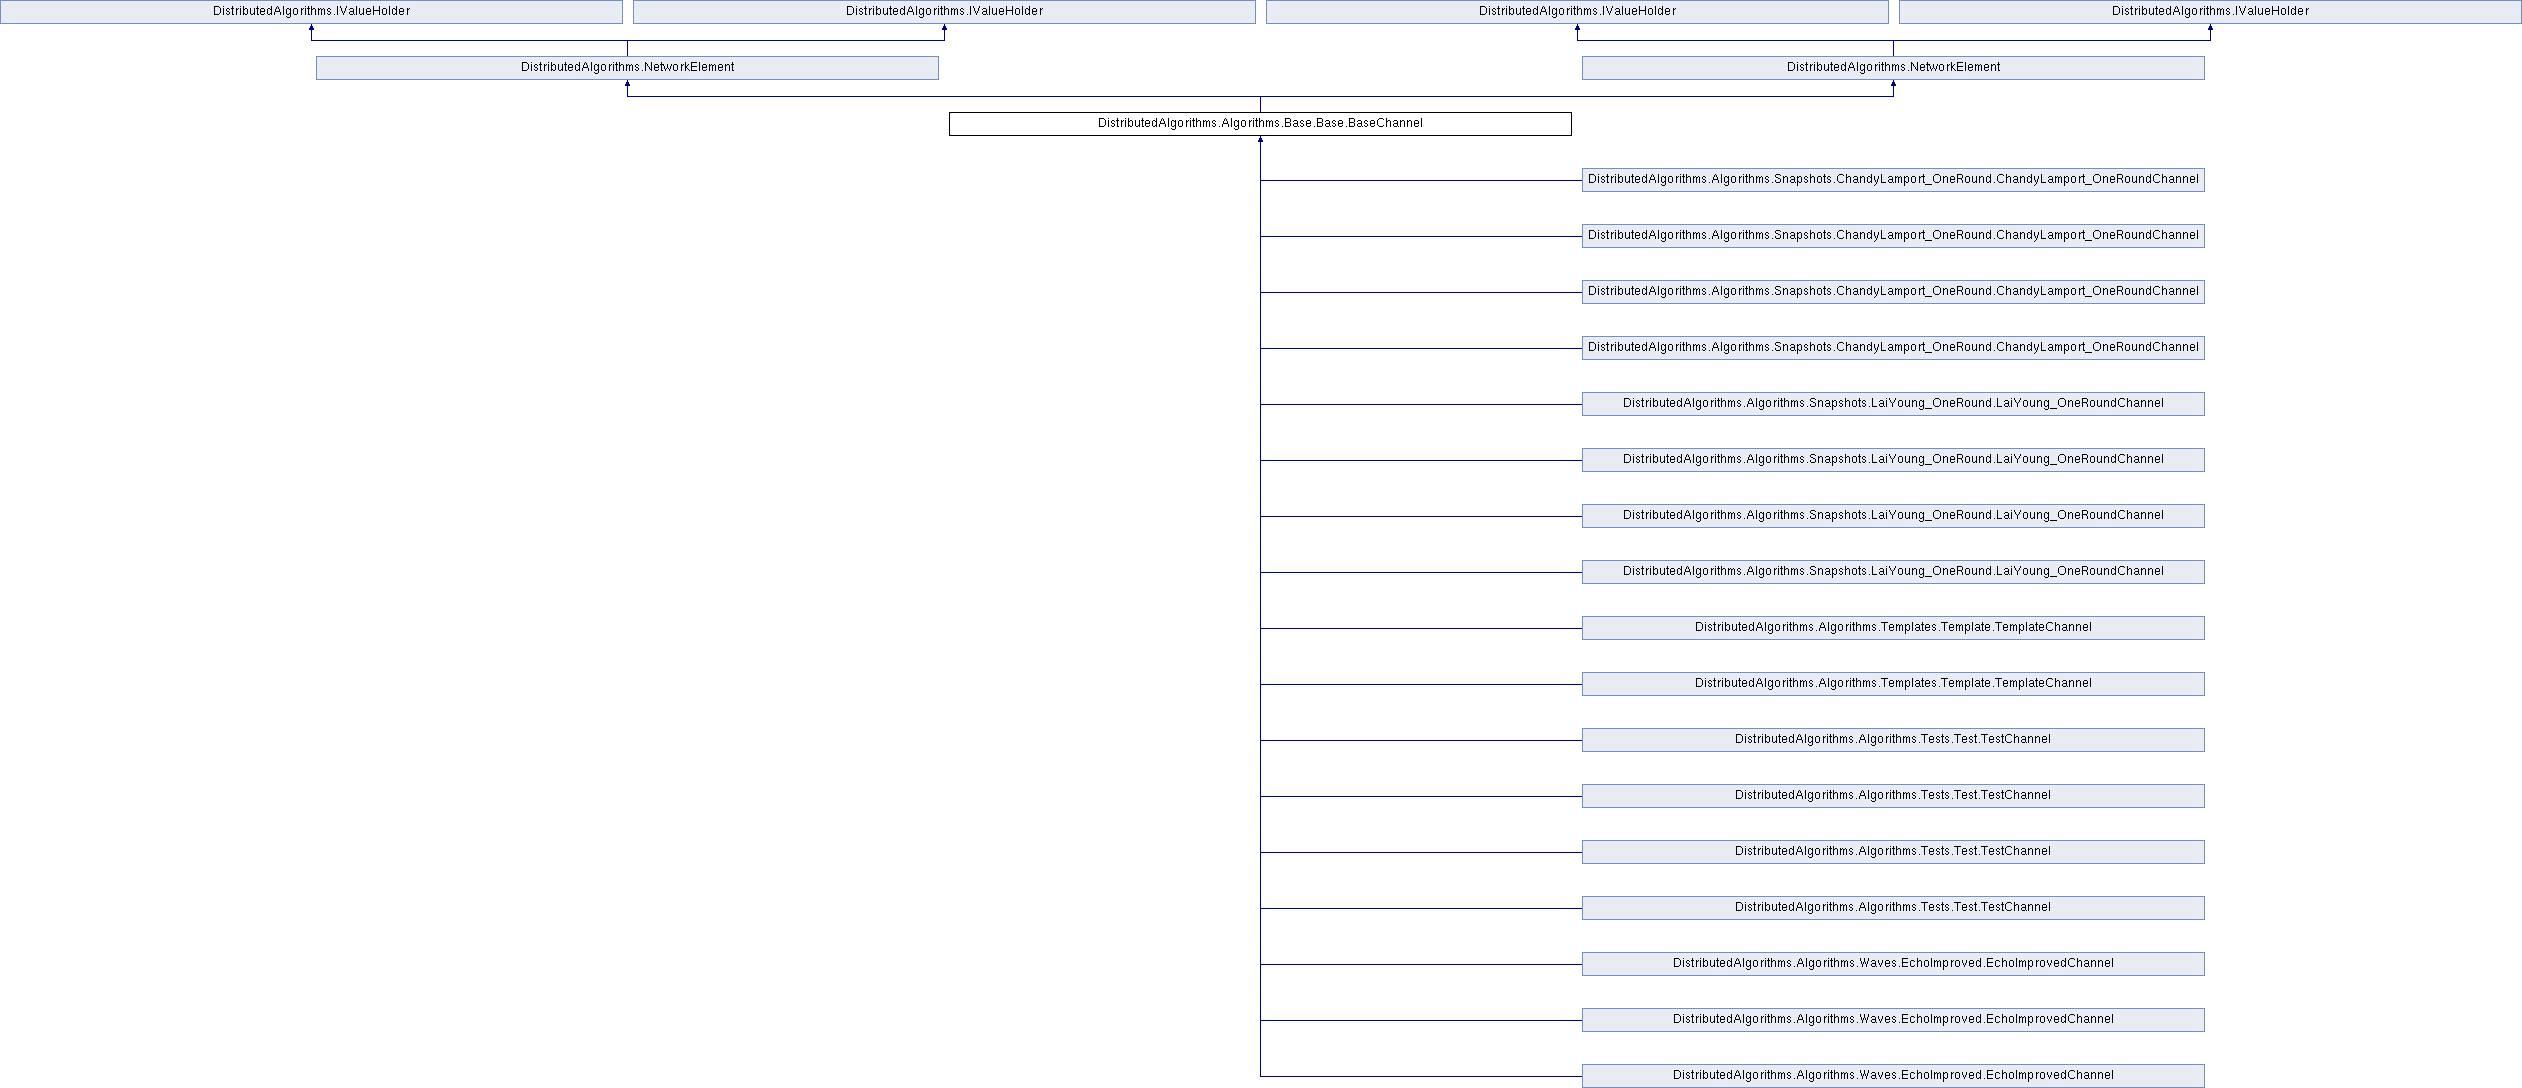 DistributedAlgorithms.IValueHolder
DistributedAlgorithms.IValueHolder
DistributedAlgorithms.IValueHolder
DistributedAlgorithms.IValueHolder
DistributedAlgorithms.NetworkElement
DistributedAlgorithms.NetworkElement
DistributedAlgorithms.Algorithms.Base.Base.BaseChannel
DistributedAlgorithms.Algorithms.Snapshots.ChandyLamport_OneRound.ChandyLamport_OneRoundChannel
DistributedAlgorithms.Algorithms.Snapshots.ChandyLamport_OneRound.ChandyLamport_OneRoundChannel
DistributedAlgorithms.Algorithms.Snapshots.ChandyLamport_OneRound.ChandyLamport_OneRoundChannel
DistributedAlgorithms.Algorithms.Snapshots.ChandyLamport_OneRound.ChandyLamport_OneRoundChannel
DistributedAlgorithms.Algorithms.Snapshots.LaiYoung_OneRound.LaiYoung_OneRoundChannel
DistributedAlgorithms.Algorithms.Snapshots.LaiYoung_OneRound.LaiYoung_OneRoundChannel
DistributedAlgorithms.Algorithms.Snapshots.LaiYoung_OneRound.LaiYoung_OneRoundChannel
DistributedAlgorithms.Algorithms.Snapshots.LaiYoung_OneRound.LaiYoung_OneRoundChannel
DistributedAlgorithms.Algorithms.Templates.Template.TemplateChannel
DistributedAlgorithms.Algorithms.Templates.Template.TemplateChannel
DistributedAlgorithms.Algorithms.Tests.Test.TestChannel
DistributedAlgorithms.Algorithms.Tests.Test.TestChannel
DistributedAlgorithms.Algorithms.Tests.Test.TestChannel
DistributedAlgorithms.Algorithms.Tests.Test.TestChannel
DistributedAlgorithms.Algorithms.Waves.EchoImproved.EchoImprovedChannel
DistributedAlgorithms.Algorithms.Waves.EchoImproved.EchoImprovedChannel
DistributedAlgorithms.Algorithms.Waves.EchoImproved.EchoImprovedChannel